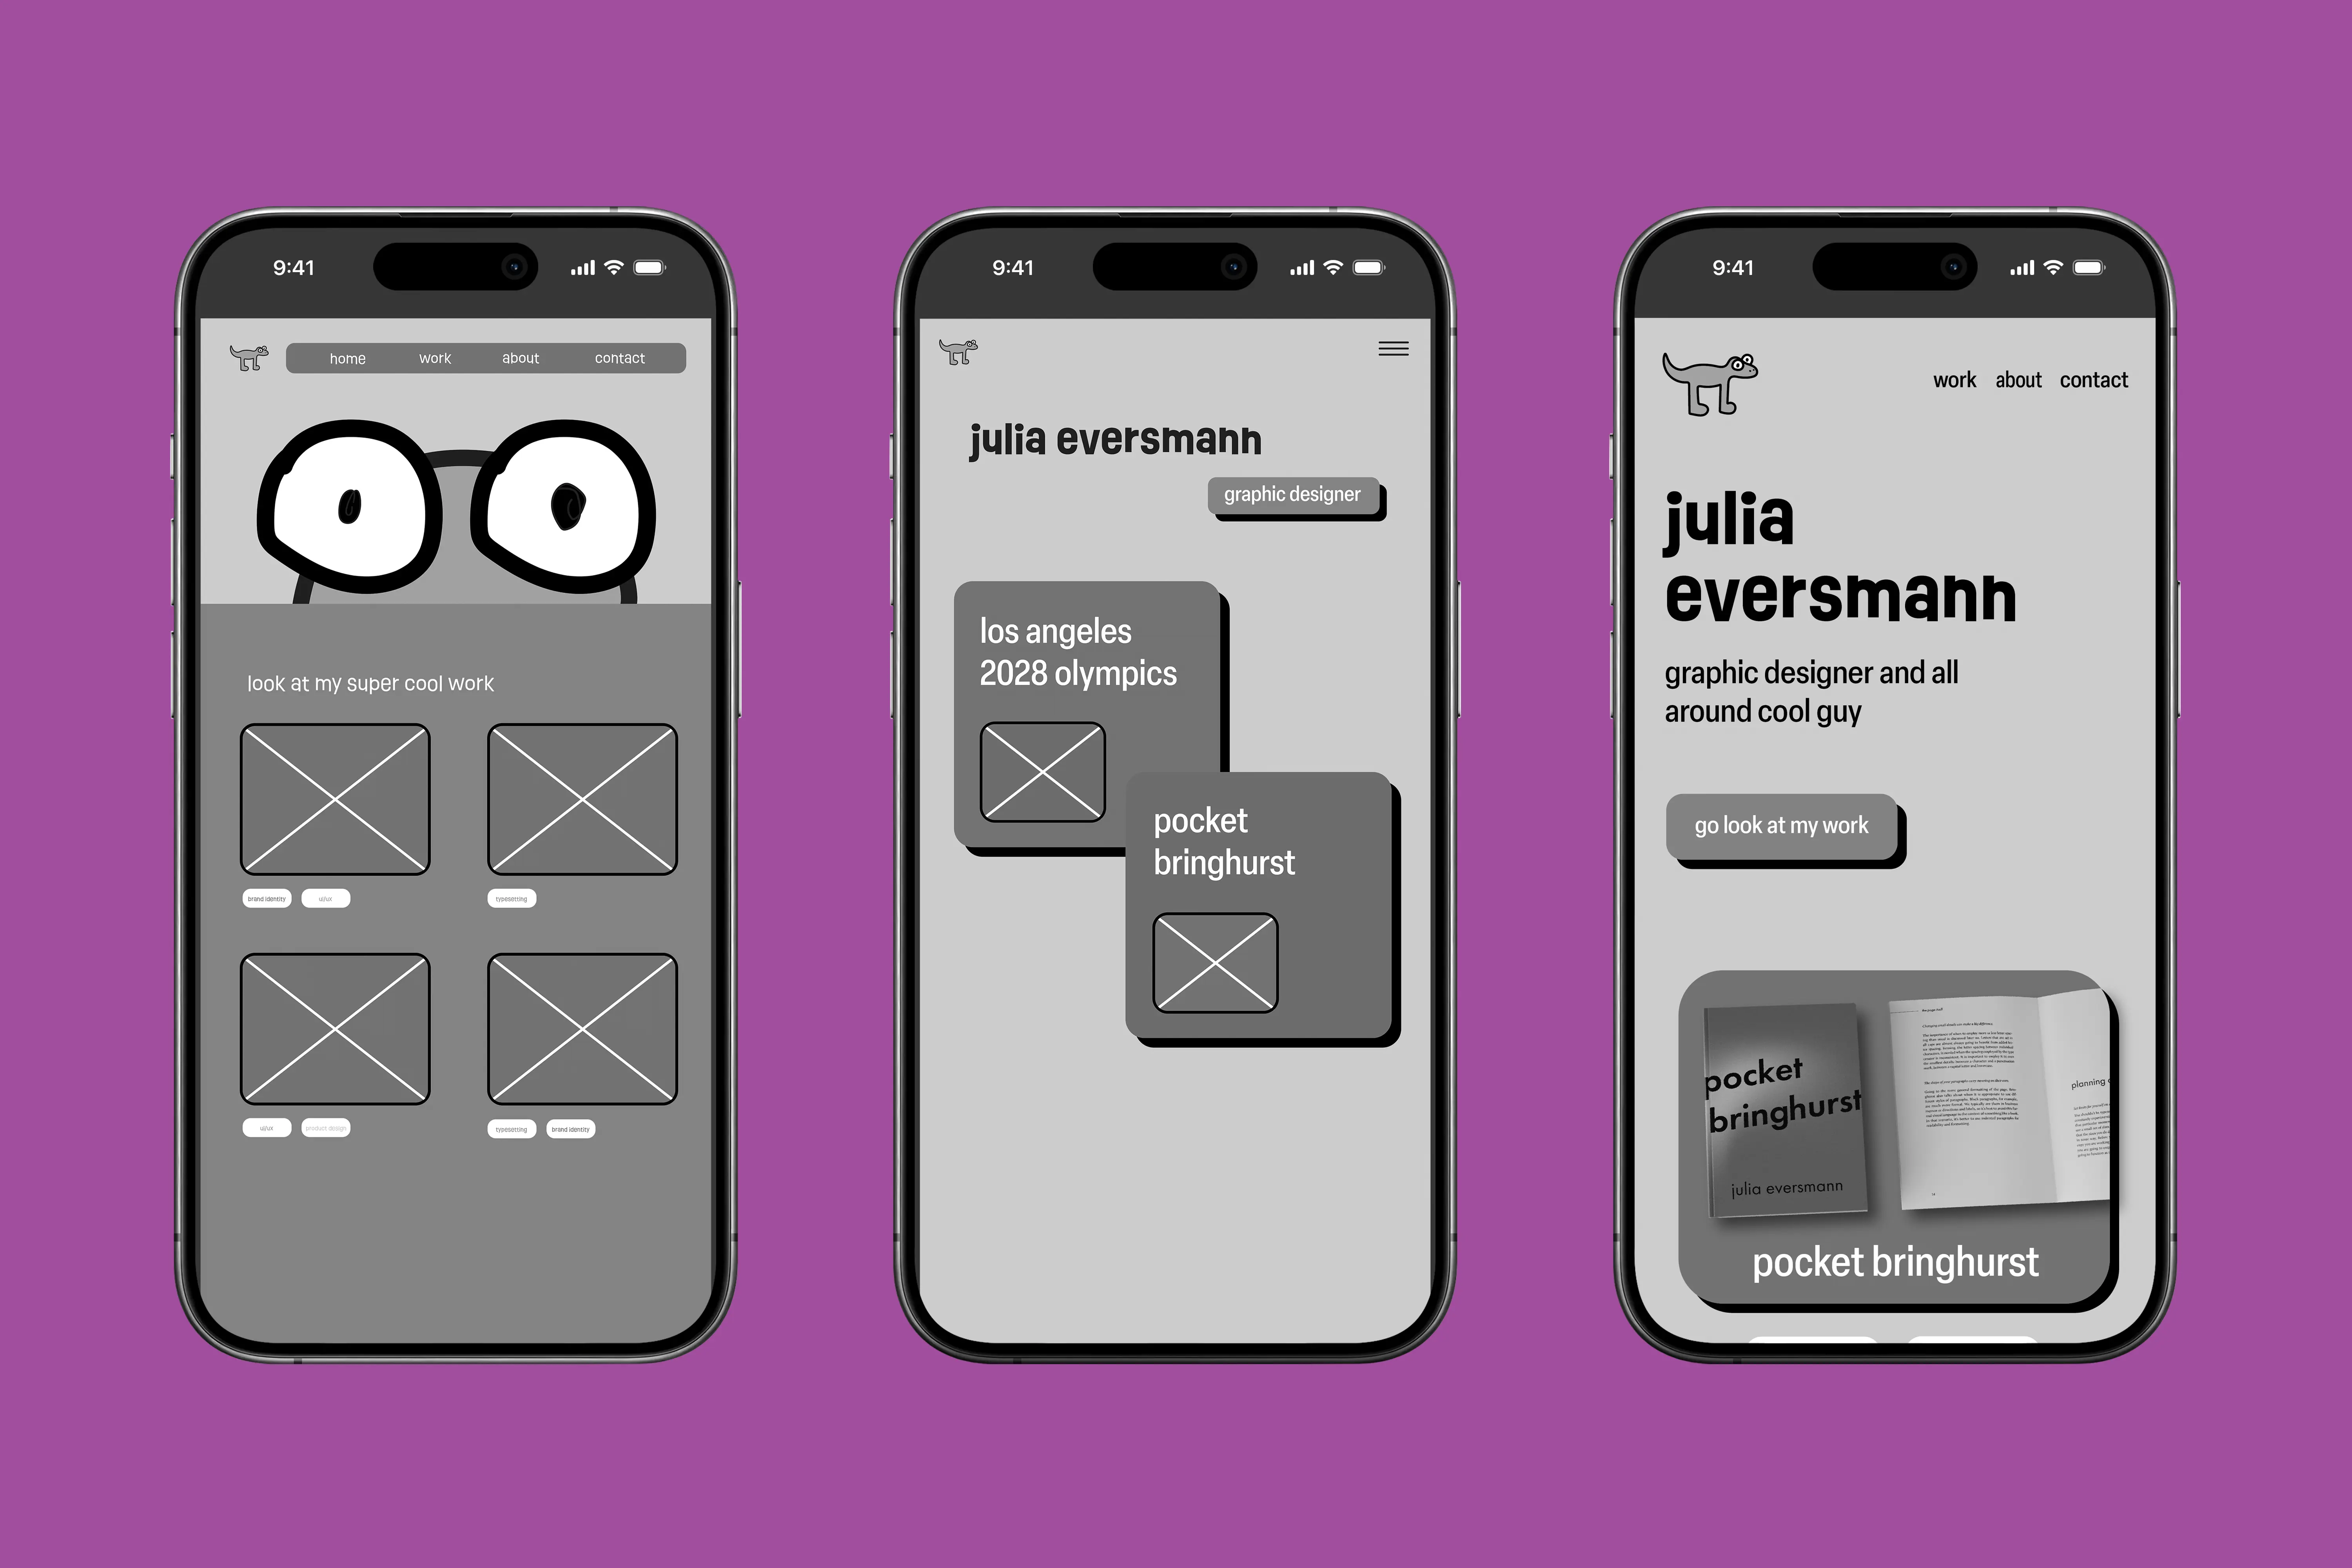 9:41
home work about contact
look at my super cool work
brand identity ui/ux
typesetting
ui/ux product design
typesetting brand identity
9:41
julia eversmann
graphic designer
los angeles
2028 olympics
pocket
bringhurst
9:41
work about contact
julia
eversmann
graphic designer and all
around cool guy
go look at my work
pocket
bringhurst
julia eversmann
pocket bringhurst